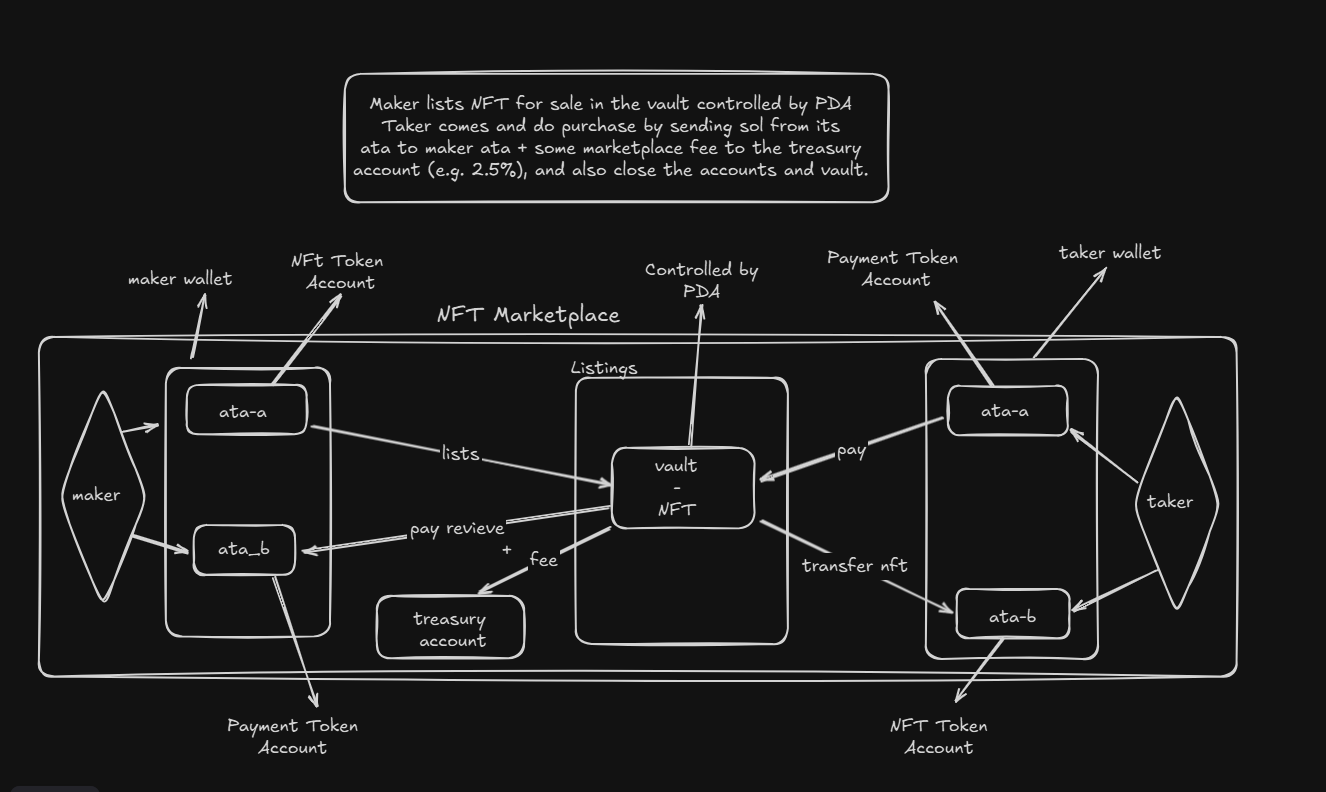 Maker lists NFT for sale in the vault controlled by PDA
Taker comes and do purchase by sending sol from its
ata to maker ata + some marketplace fee to the treasury
account (e.g. 2.5%), and also close the accounts and vault.
maker wallet
NFt Token
Account
Controlled by
PDA
Payment Token
Account
taker wallet
NFT Marketplace
Listings
ata-a
ata-a
lists
pay
vault
-
NFT
maker
taker
ata_b
pay revieve
+
fee
transfer nft
treasury
account
ata-b
Payment Token
Account
NFT Token
Account